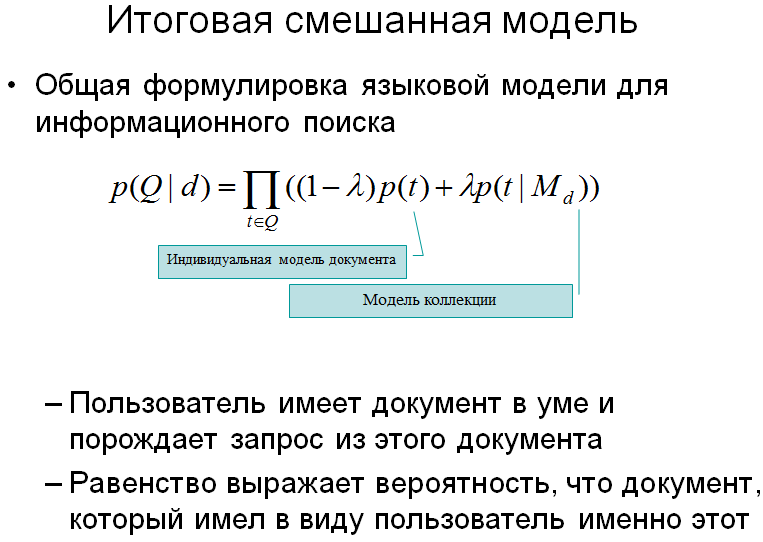 Итоговая смешанная модель
• Общая формулировка языковой модели для
информационного поиска
p(Q | d) = ∏ t∈Q ((1 − λ)p(t) + λp(t | M_d))
Индивидуальная модель документа
Модель коллекции
– Пользователь имеет документ в уме и
порождает запрос из этого документа
– Равенство выражает вероятность, что документ,
который имел в виду пользователь именно этот